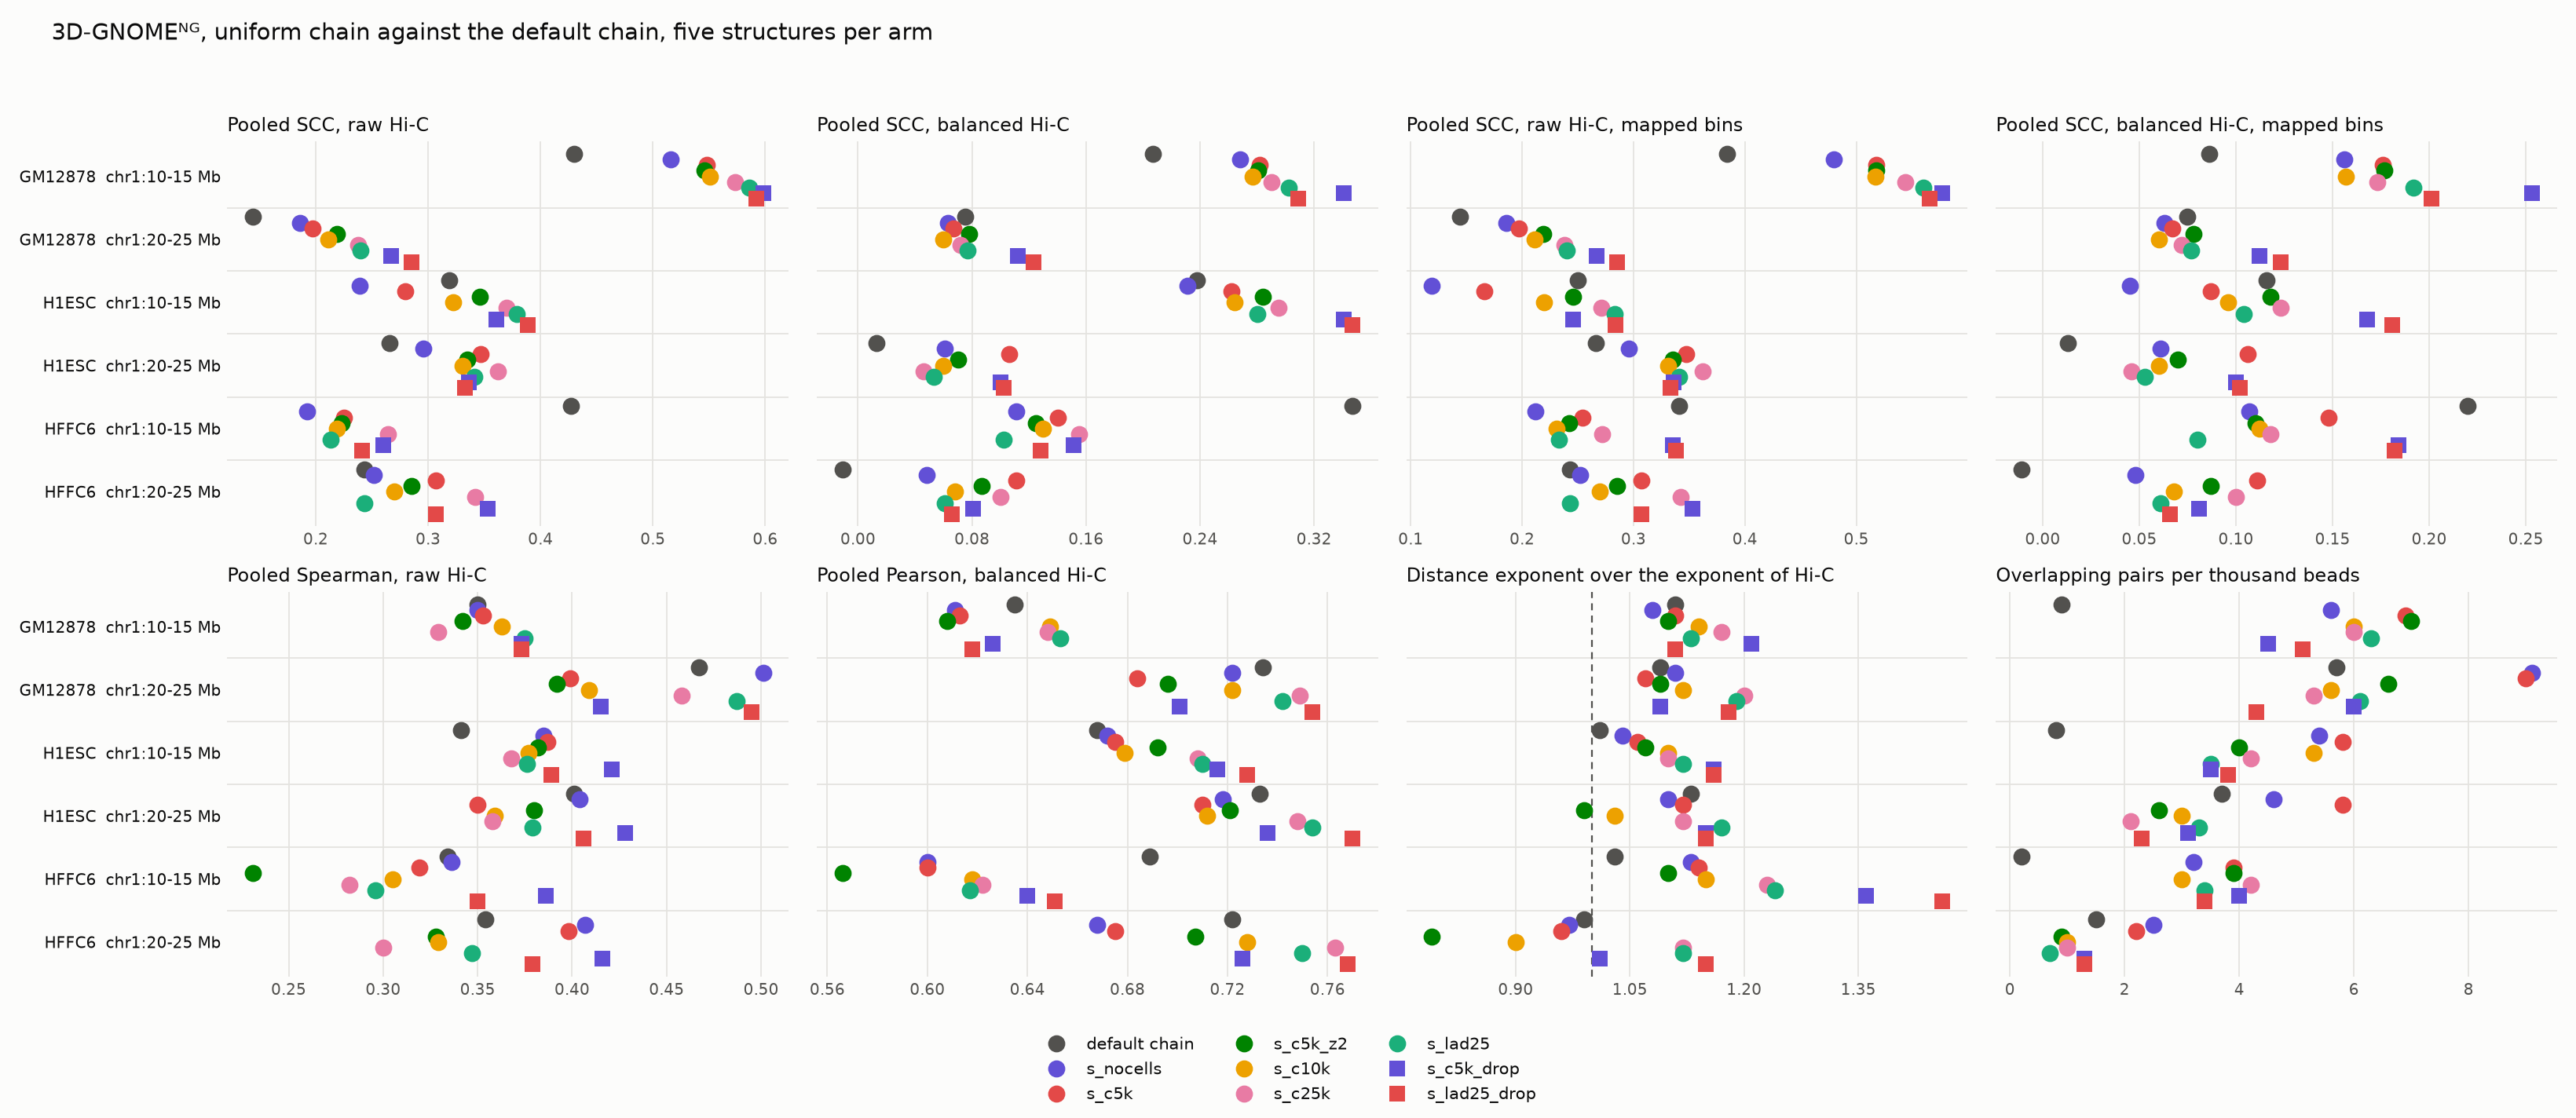 3D-GNOMEᴺᴳ, uniform chain against the default chain, five structures per arm
Pooled SCC, raw Hi-C
Pooled SCC, balanced Hi-C
Pooled SCC, raw Hi-C, mapped bins
Pooled SCC, balanced Hi-C, mapped bins
GM12878 chr1:10-15 Mb
GM12878 chr1:20-25 Mb
H1ESC chr1:10-15 Mb
H1ESC chr1:20-25 Mb
HFFC6 chr1:10-15 Mb
HFFC6 chr1:20-25 Mb
0.2 0.3 0.4 0.5 0.6
0.00 0.08 0.16 0.24 0.32
0.1 0.2 0.3 0.4 0.5
0.00 0.05 0.10 0.15 0.20 0.25
Pooled Spearman, raw Hi-C
Pooled Pearson, balanced Hi-C
Distance exponent over the exponent of Hi-C
Overlapping pairs per thousand beads
GM12878 chr1:10-15 Mb
GM12878 chr1:20-25 Mb
H1ESC chr1:10-15 Mb
H1ESC chr1:20-25 Mb
HFFC6 chr1:10-15 Mb
HFFC6 chr1:20-25 Mb
0.25 0.30 0.35 0.40 0.45 0.50
0.56 0.60 0.64 0.68 0.72 0.76
0.90 1.05 1.20 1.35
0 2 4 6 8
default chain
s_nocells
s_c5k
s_c5k_z2
s_c10k
s_c25k
s_lad25
s_c5k_drop
s_lad25_drop